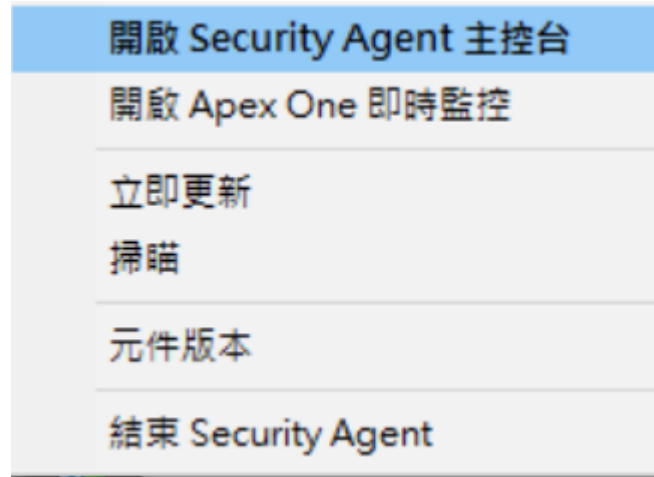 開啟 Security Agent 主控台
開啟 Apex One 即時監控
立即更新
掃瞄
元件版本
結束 Security Agent